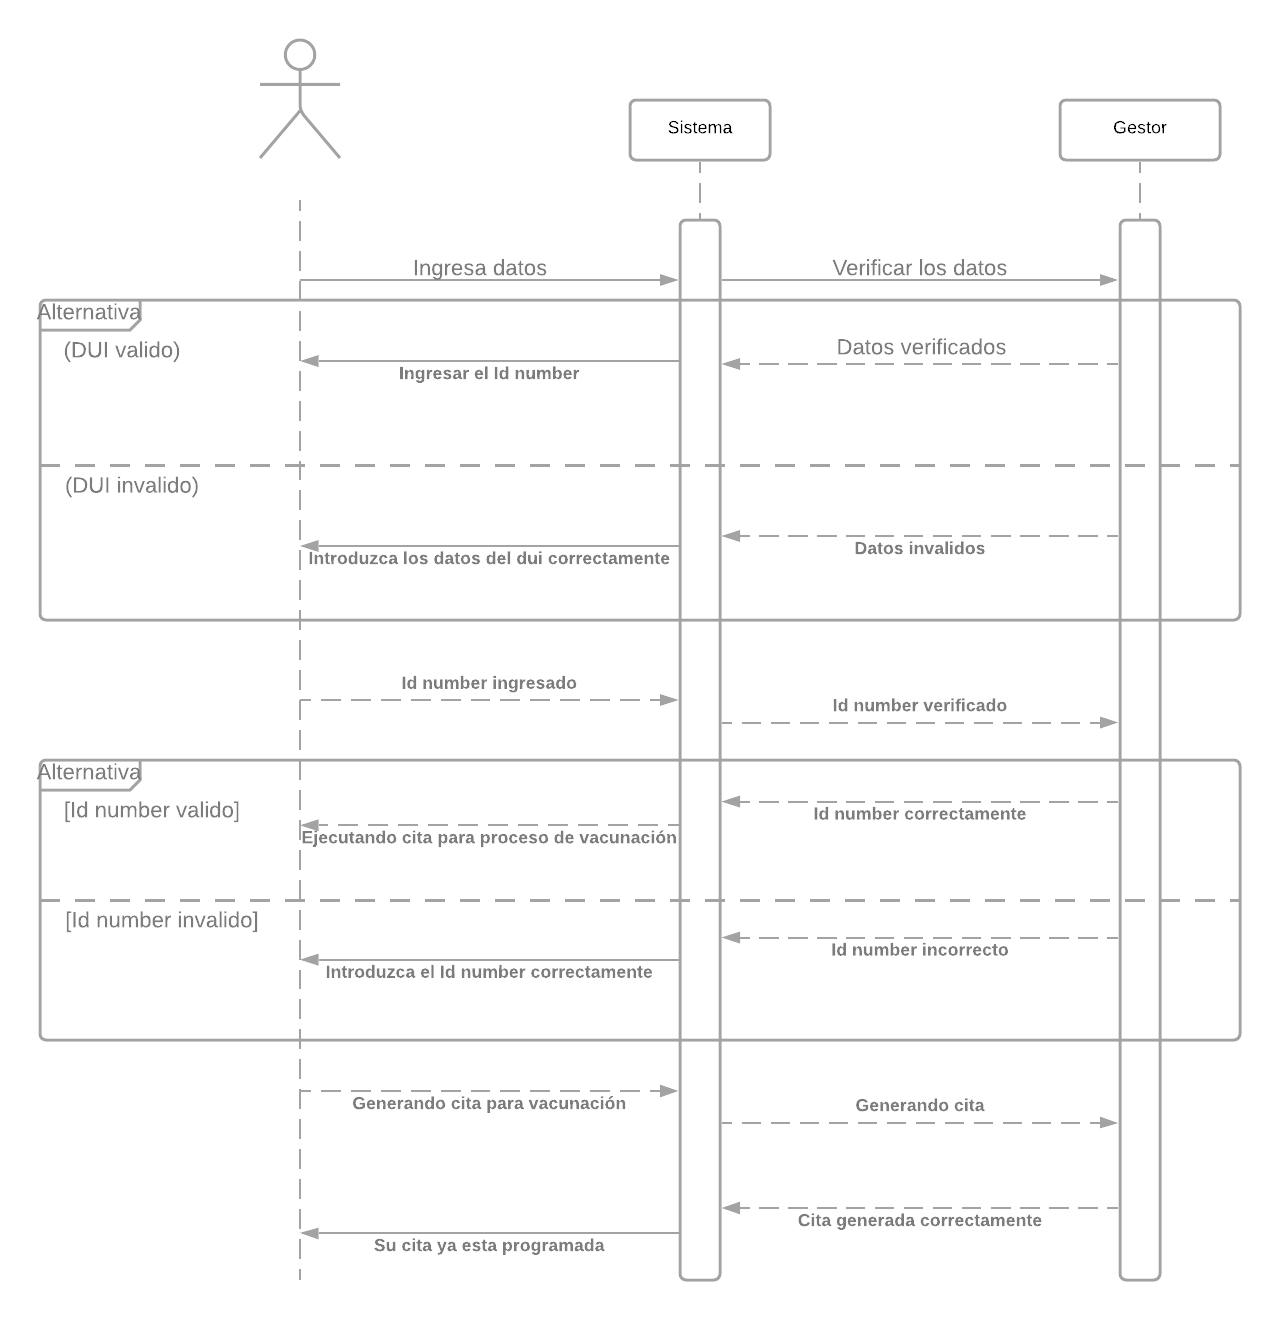 Sistema
Gestor
Ingresa datos
Verificar los datos
Alternativa
(DUI valido)
Datos verificados
Ingresar el Id number
(DUI invalido)
Datos invalidos
Introduzca los datos del dui correctamente
Id number ingresado
Id number verificado
Alternativa
[Id number valido]
Id number correctamente
Ejecutando cita para proceso de vacunación
[Id number invalido]
Id number incorrecto
Introduzca el Id number correctamente
Generando cita para vacunación
Generando cita
Cita generada correctamente
Su cita ya esta programada